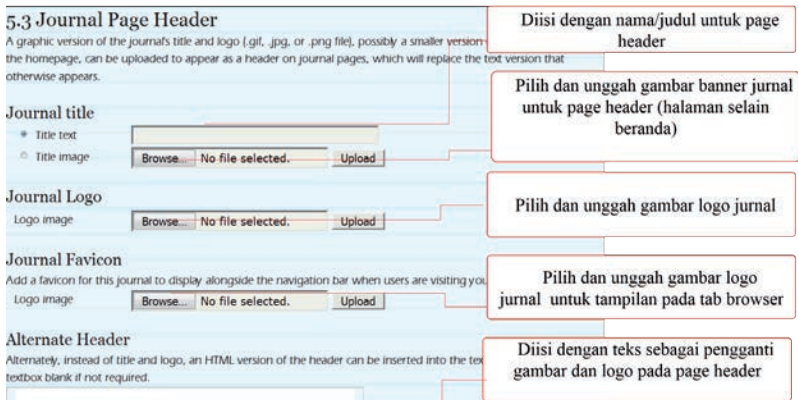 5.3 Journal Page Header
A graphic version of the journal's title and logo (.gif, .jpg, or .png file), possibly a smaller version
the homepage, can be uploaded to appear as a header on journal pages, which will replace the text version that
otherwise appears.
Diisi dengan nama/judul untuk page
header
Journal title
Title text
Title image
Browse... No file selected. Upload
Pilih dan unggah gambar banner jurnal
untuk page header (halaman selain
beranda)
Journal Logo
Logo image
Browse... No file selected. Upload
Pilih dan unggah gambar logo jurnal
Journal Favicon
Add a favicon for this journal to display alongside the navigation bar when users are visiting
Logo image
Browse... No file selected. Upload
Pilih dan unggah gambar logo
jurnal untuk tampilan pada tab browser
Alternate Header
Alternately, instead of title and logo, an HTML version of the header can be inserted into the
textbox blank if not required.
Diisi dengan teks sebagai pengganti
gambar dan logo pada page header